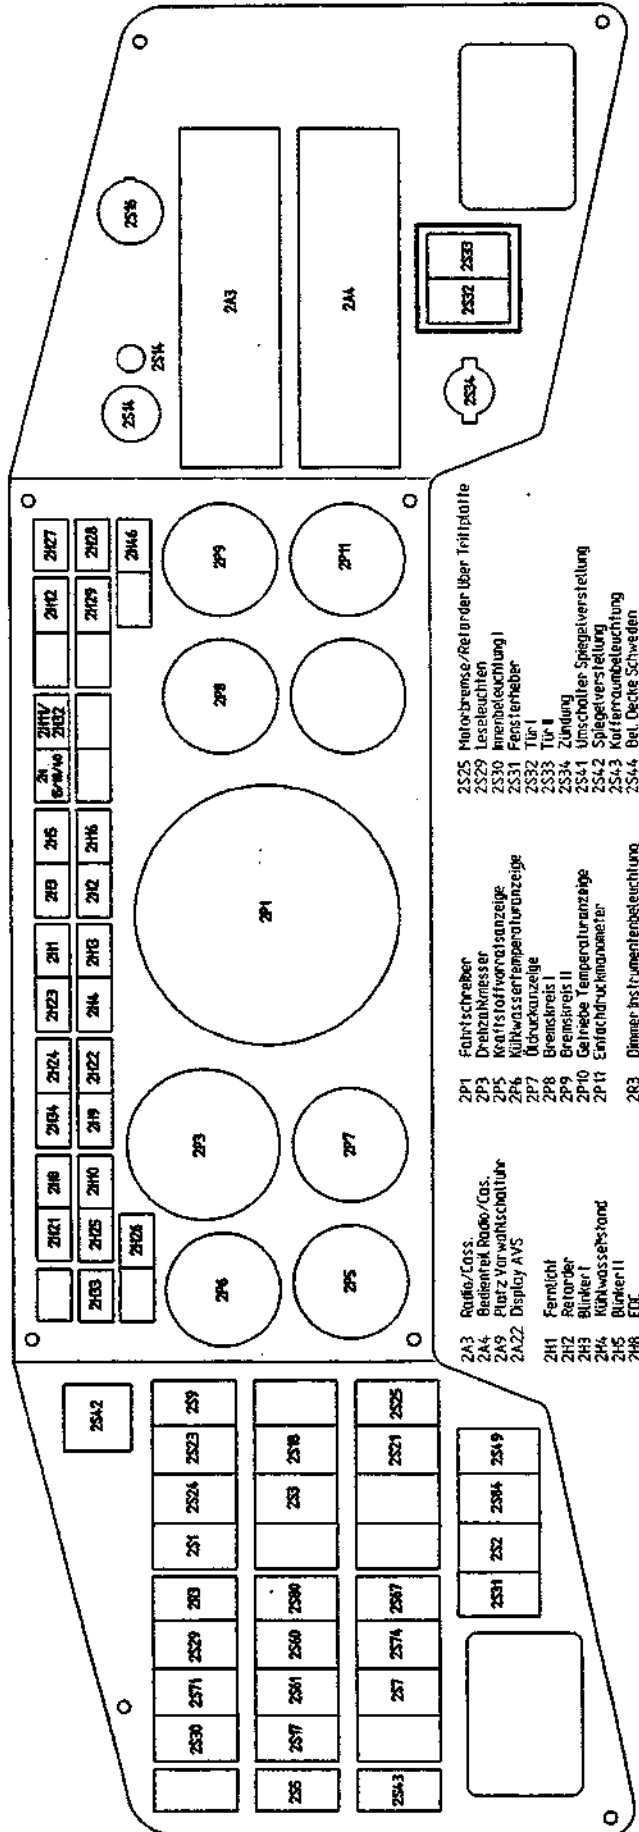 2S42
2S30 2S71 2S29 2R3 2S1 2S24 2S23 2S9
2S6 2S17 2S61 2S60 2S80 2S3 2S18
2S43 2S7 2S74 2S67 2S21 2S25
2S31 2S2 2S84 2S49
2H21 2H8 2H34 2H24 2H23 2H1 2H3 2H5 2H 2H11/ 2H12 2H27
2H32
2H33 2H25 2H10 2H9 2H22 2H4 2H13 2H2 2H16 2H29 2H28
2H26 2H46
2P6 2P3 2P1 2P8 2P9
2P5 2P7 2P11
2S14 2S14 2S16
2A3
2A4
2S34 2S32 2S33
2A3 Radio/Cass.
2A4 Bedienteil Radio/Cas.
2A9 Platz Vorwahlschaltuhr
2A22 Display AVS
2H1 Fernlicht
2H2 Retarder
2H3 Blinker I
2H4 Kühlwasserstand
2H5 Blinker II
2H8 EDC
2P1 Fahrtschreiber
2P3 Drehzahlmesser
2P5 Kraftstoffvorratsanzeige
2P6 Kühlwassertemperaturanzeige
2P7 Öldruckanzeige
2P8 Bremskreis I
2P9 Bremskreis II
2P10 Getriebe Temperaturanzeige
2P11 Einfachdruckmanometer
2R3 Dimmer Instrumentenbeleuchtung
2S25 Motorbremse/Retarder über Trittplatte
2S29 Leseleuchten
2S30 Innenbeleuchtung I
2S31 Fensterheber
2S32 Tür I
2S33 Tür II
2S34 Zündung
2S41 Umschalter Spiegelverstellung
2S42 Spiegelverstellung
2S43 Kofferraumbeleuchtung
2S44 Bel. Decke Schweden